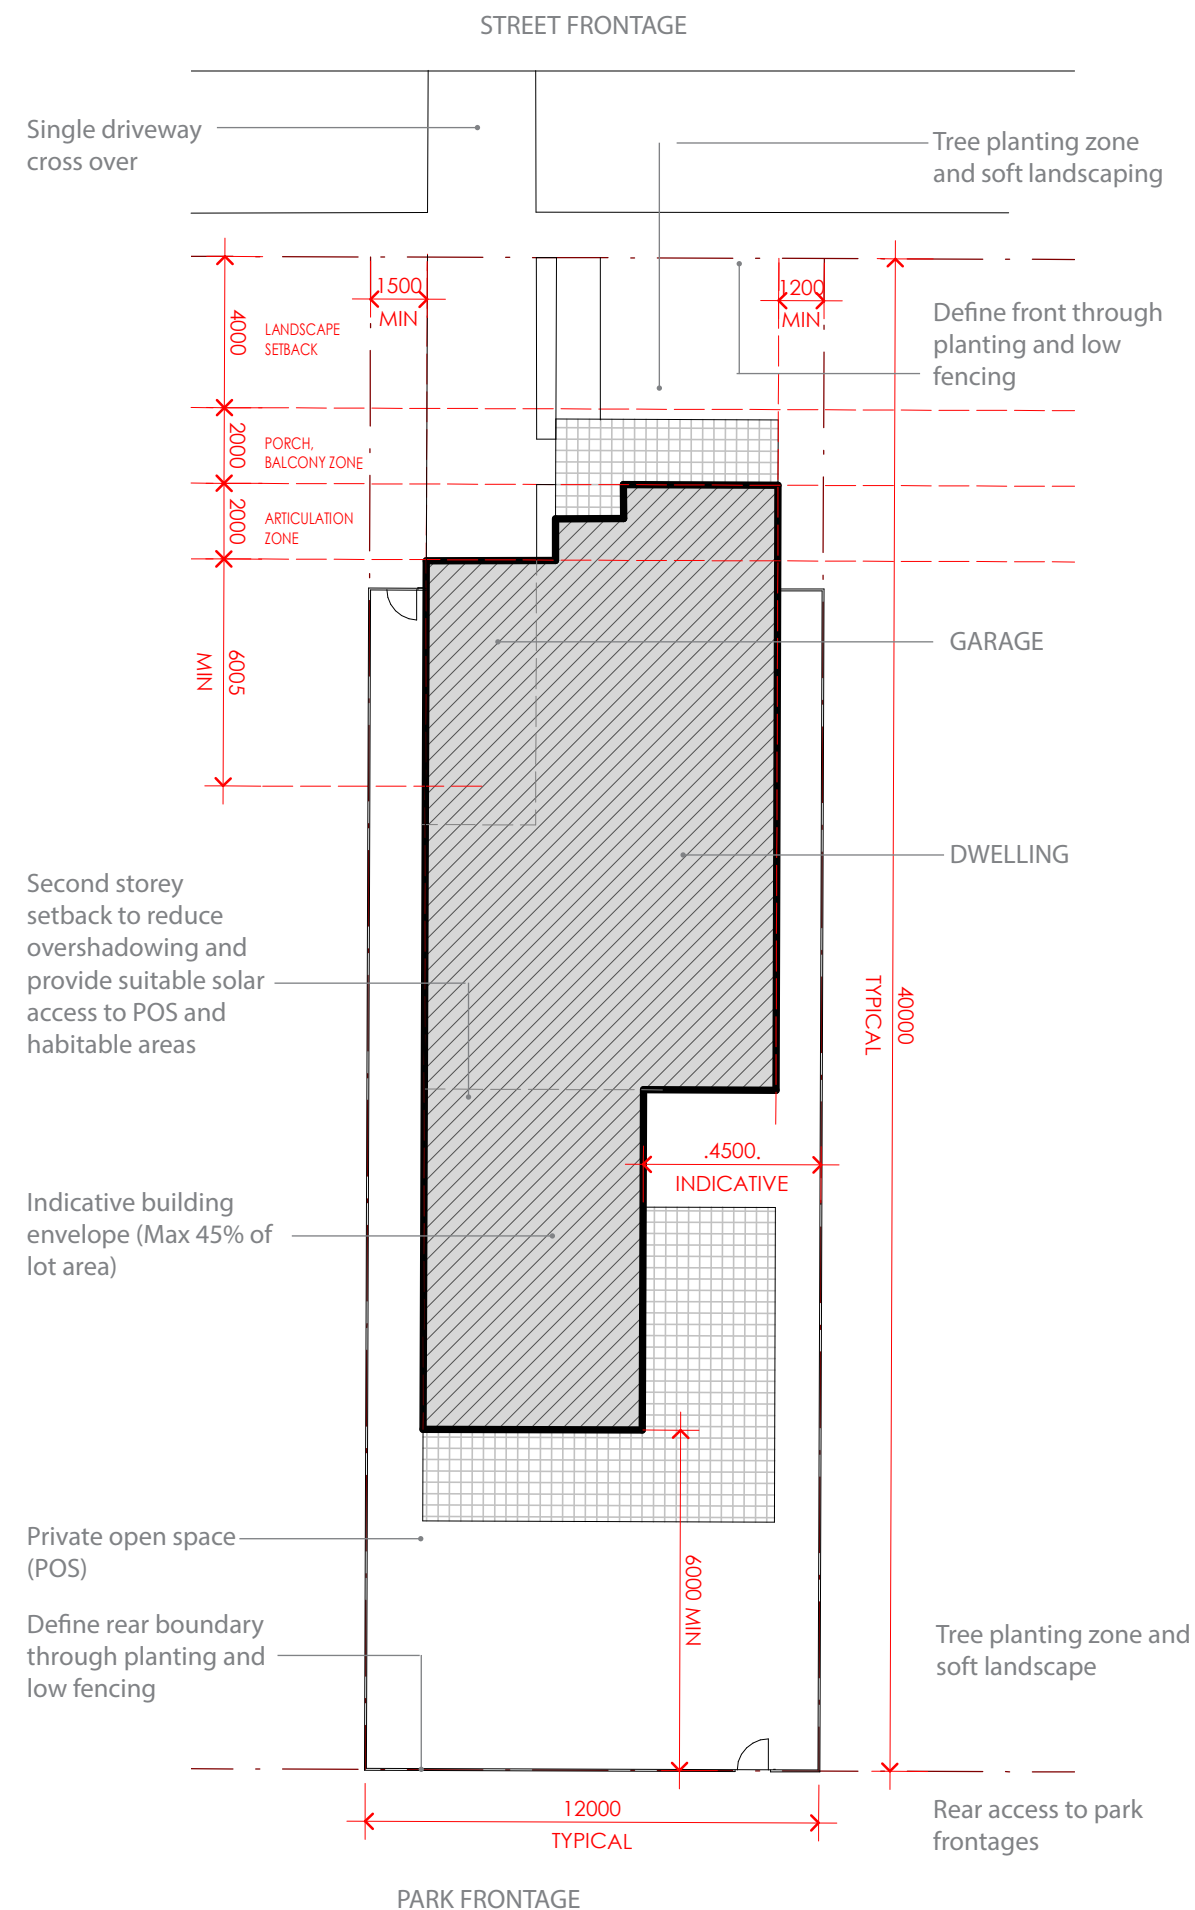 STREET FRONTAGE
Single driveway
cross over
Tree planting zone
and soft landscaping
1500
MIN
1200
MIN
4000
LANDSCAPE
SETBACK
Define front through
planting and low
fencing
2000
PORCH,
BALCONY ZONE
2000
ARTICULATION
ZONE
6005
MIN
GARAGE
DWELLING
Second storey
setback to reduce
overshadowing and
provide suitable solar
access to POS and
habitable areas
40000
TYPICAL
.4500.
INDICATIVE
Indicative building
envelope (Max 45% of
lot area)
Private open space
(POS)
6000 MIN
Define rear boundary
through planting and
low fencing
Tree planting zone and
soft landscape
12000
TYPICAL
Rear access to park
frontages
PARK FRONTAGE